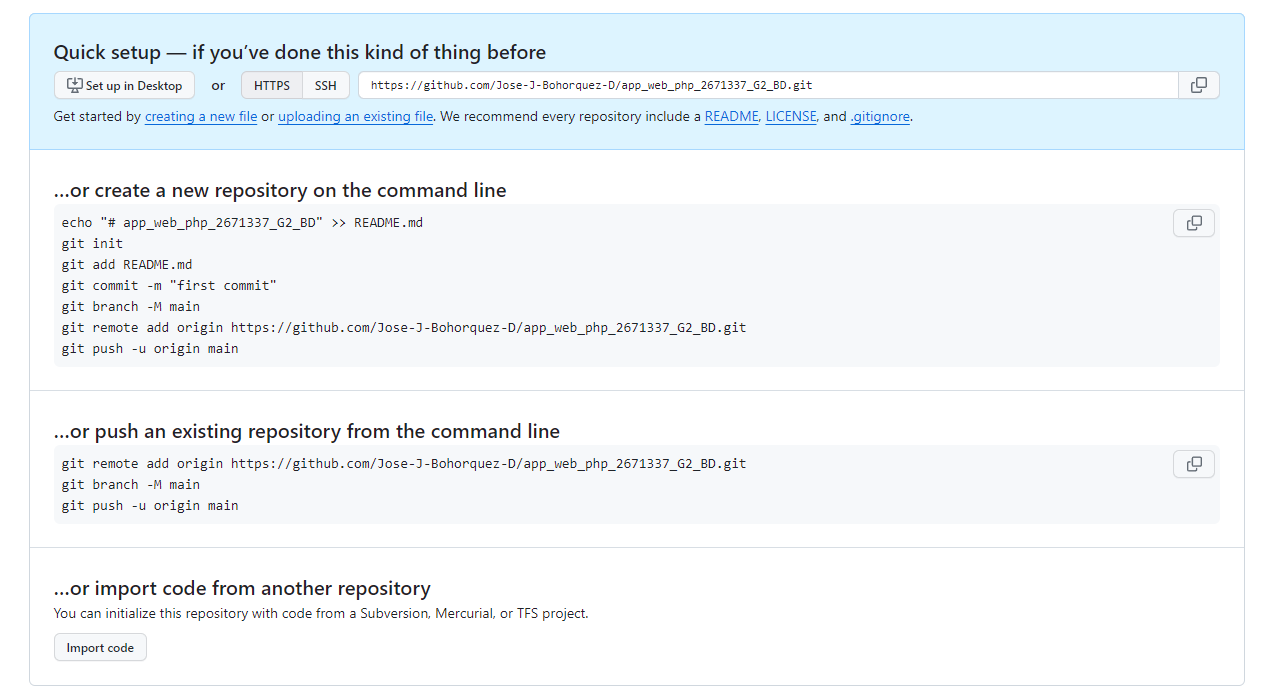 Quick setup — if you’ve done this kind of thing before
Set up in Desktop or HTTPS SSH https://github.com/Jose-J-Bohorquez-D/app_web_php_2671337_G2_BD.git
Get started by creating a new file or uploading an existing file. We recommend every repository include a README, LICENSE, and .gitignore.
…or create a new repository on the command line
echo "# app_web_php_2671337_G2_BD" >> README.md
git init
git add README.md
git commit -m "first commit"
git branch -M main
git remote add origin https://github.com/Jose-J-Bohorquez-D/app_web_php_2671337_G2_BD.git
git push -u origin main
…or push an existing repository from the command line
git remote add origin https://github.com/Jose-J-Bohorquez-D/app_web_php_2671337_G2_BD.git
git branch -M main
git push -u origin main
…or import code from another repository
You can initialize this repository with code from a Subversion, Mercurial, or TFS project.
Import code